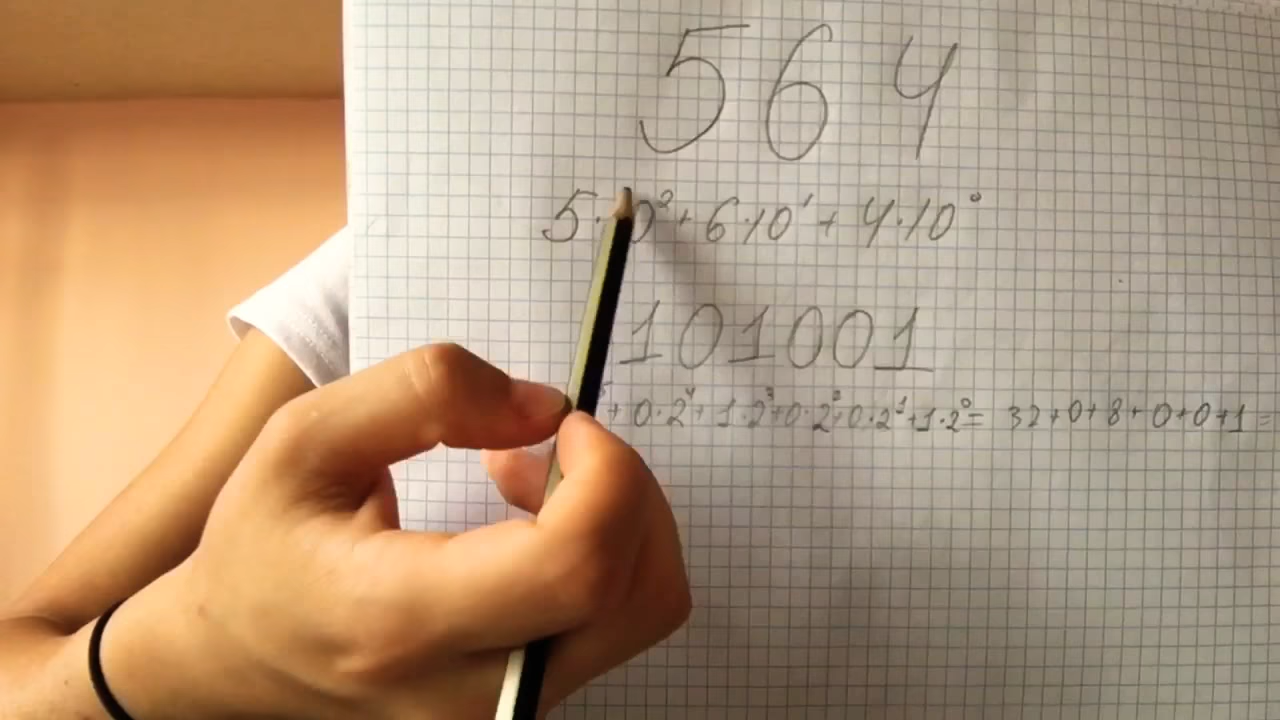 564
5·10² + 6·10¹ + 4·10⁰
101001
⁵ + 0·2⁴ + 1·2³ + 0·2² + 0·2¹ + 1·2⁰ = 32 + 0 + 8 + 0 + 0 + 1 =